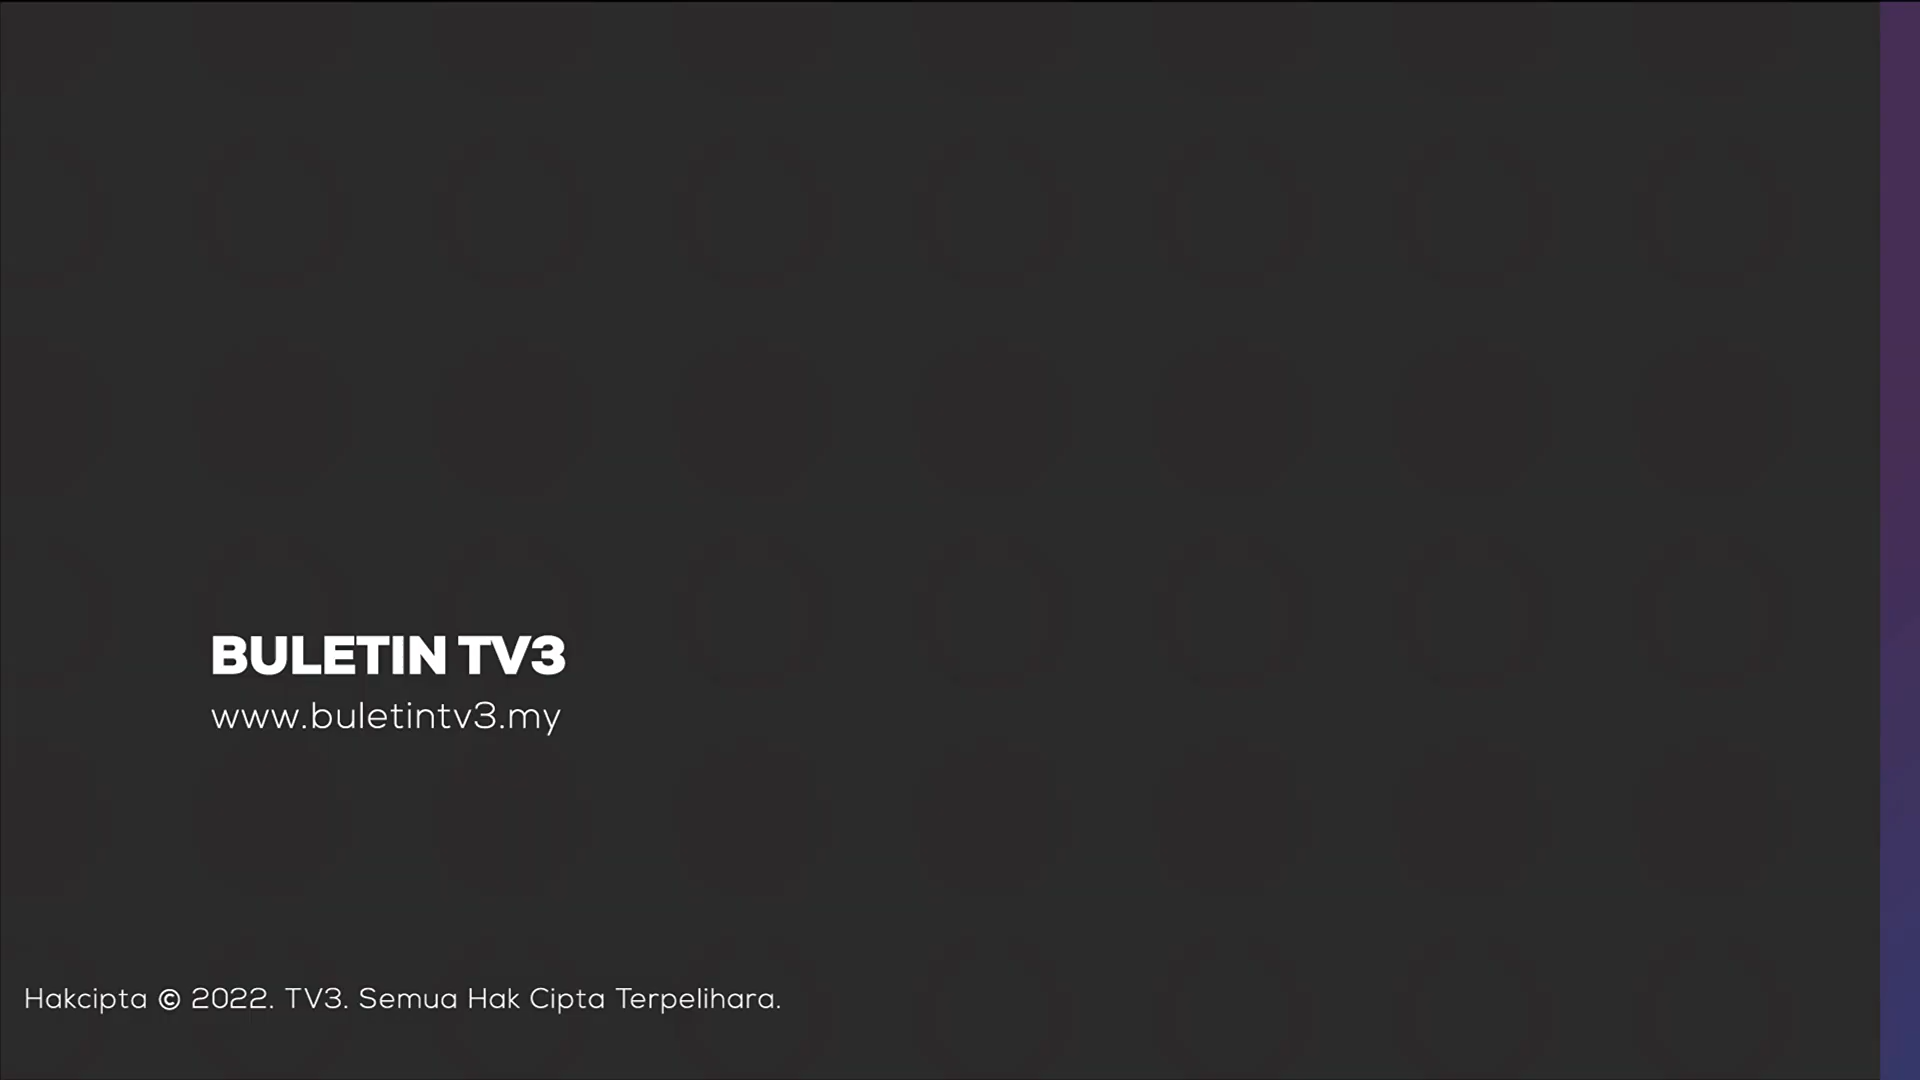 BULETIN TV3
www.buletintv3.my
Hakcipta © 2022. TV3. Semua Hak Cipta Terpelihara.